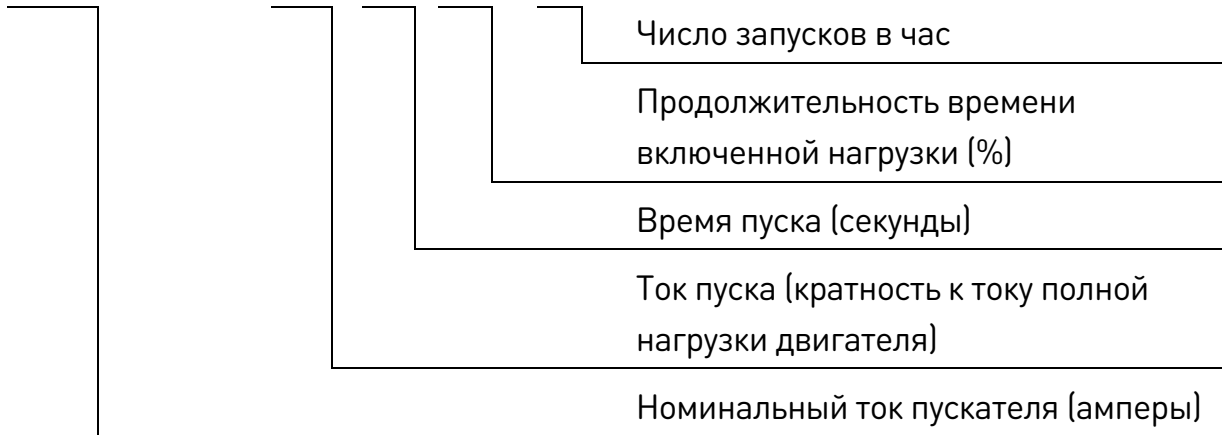 Число запусков в час
Продолжительность времени
включенной нагрузки (%)
Время пуска (секунды)
Ток пуска (кратность к току полной
нагрузки двигателя)
Номинальный ток пускателя (амперы)